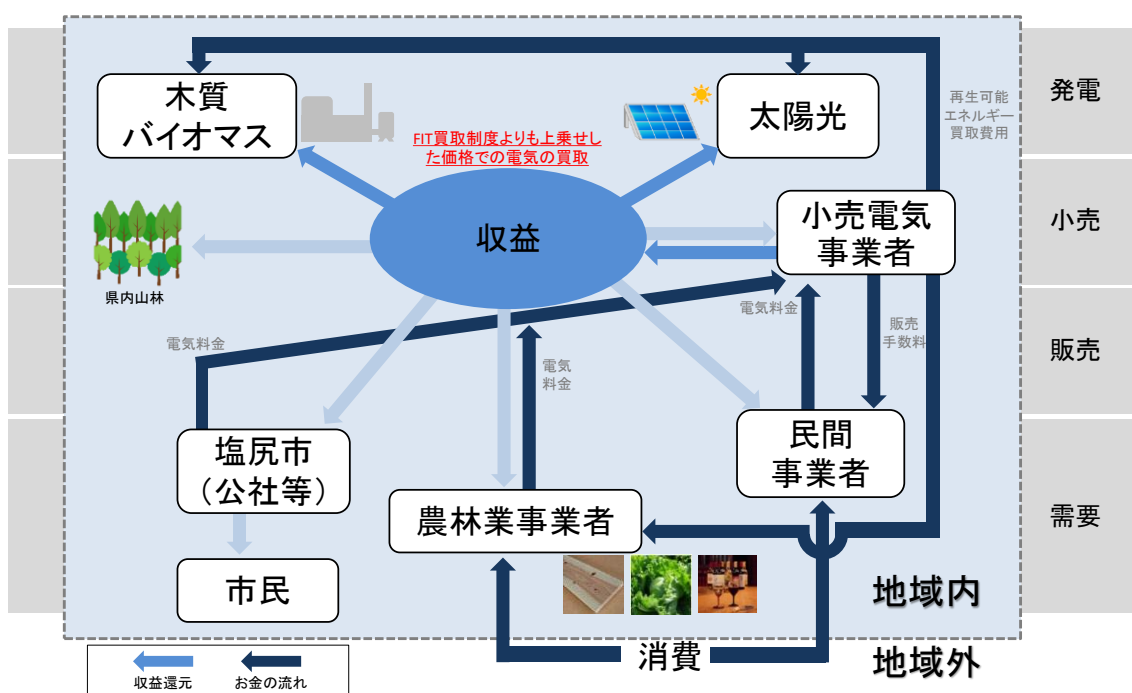 木質
バイオマス
太陽光
再生可能
エネルギー
買取費用
発電
FIT買取制度よりも上乗せし
た価格での電気の買取
収益
小売電気
事業者
小売
県内山林
電気料金
電気料金
販売
手数料
販売
電気
料金
塩尻市
（公社等）
民間
事業者
農林業事業者
需要
市民
地域内
消費
地域外
収益還元
お金の流れ